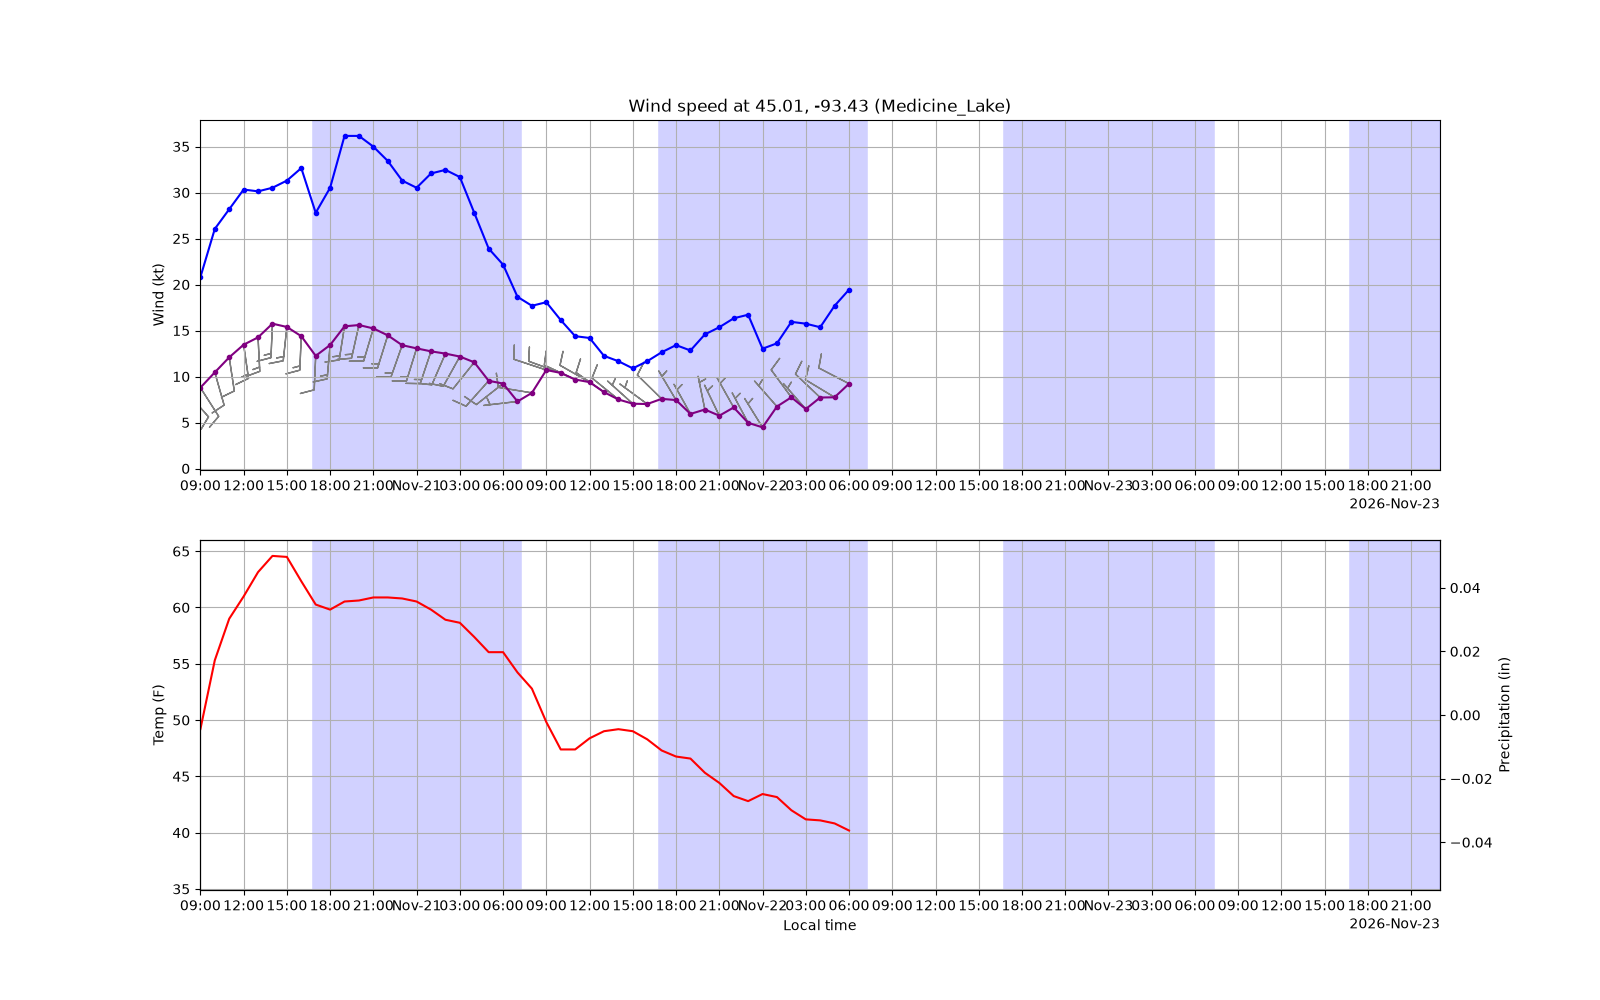 Wind speed at 45.01, -93.43 (Medicine_Lake)
35
30
25
20
15
10
5
0
Wind (kt)
09:00 12:00 15:00 18:00 21:00 Nov-21 03:00 06:00 09:00 12:00 15:00 18:00 21:00 Nov-22 03:00 06:00 09:00 12:00 15:00 18:00 21:00 Nov-23 03:00 06:00 09:00 12:00 15:00 18:00 21:00
2026-Nov-23
65
60
55
50
45
40
35
Temp (F)
0.04
0.02
0.00
−0.02
−0.04
Precipitation (in)
09:00 12:00 15:00 18:00 21:00 Nov-21 03:00 06:00 09:00 12:00 15:00 18:00 21:00 Nov-22 03:00 06:00 09:00 12:00 15:00 18:00 21:00 Nov-23 03:00 06:00 09:00 12:00 15:00 18:00 21:00
Local time
2026-Nov-23